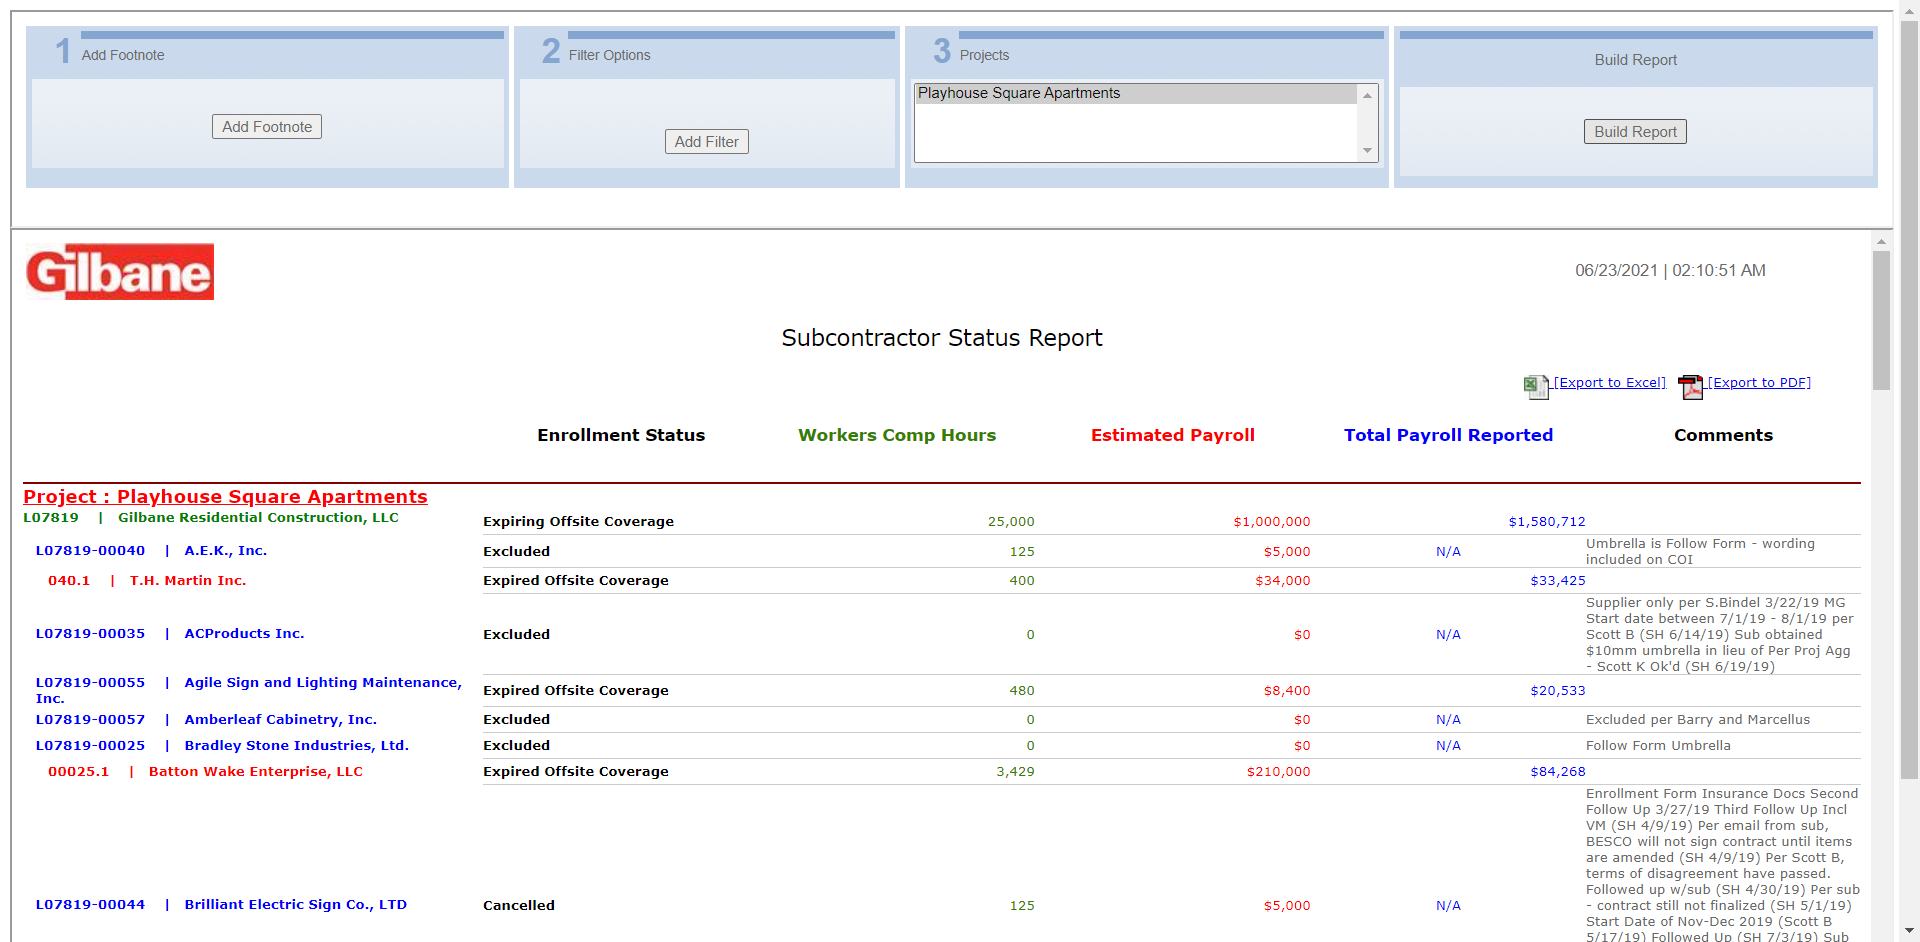 1 Add Footnote
Add Footnote
2 Filter Options
Add Filter
3 Projects
Playhouse Square Apartments
Build Report
Build Report
Gilbane
06/23/2021 | 02:10:51 AM
Subcontractor Status Report
[Export to Excel] [Export to PDF]
Enrollment Status Workers Comp Hours Estimated Payroll Total Payroll Reported Comments
Project : Playhouse Square Apartments
L07819 | Gilbane Residential Construction, LLC Expiring Offsite Coverage 25,000 $1,000,000 $1,580,712
L07819-00040 | A.E.K., Inc. Excluded 125 $5,000 N/A Umbrella is Follow Form - wording
included on COI
040.1 | T.H. Martin Inc. Expired Offsite Coverage 400 $34,000 $33,425
L07819-00035 | ACProducts Inc. Excluded 0 $0 N/A Supplier only per S.Bindel 3/22/19 MG
Start date between 7/1/19 - 8/1/19 per
Scott B (SH 6/14/19) Sub obtained
$10mm umbrella in lieu of Per Proj Agg
- Scott K Ok'd (SH 6/19/19)
L07819-00055 | Agile Sign and Lighting Maintenance,
Inc. Expired Offsite Coverage 480 $8,400 $20,533
L07819-00057 | Amberleaf Cabinetry, Inc. Excluded 0 $0 N/A Excluded per Barry and Marcellus
L07819-00025 | Bradley Stone Industries, Ltd. Excluded 0 $0 N/A Follow Form Umbrella
00025.1 | Batton Wake Enterprise, LLC Expired Offsite Coverage 3,429 $210,000 $84,268
L07819-00044 | Brilliant Electric Sign Co., LTD Cancelled 125 $5,000 N/A Enrollment Form Insurance Docs Second
Follow Up 3/27/19 Third Follow Up Incl
VM (SH 4/9/19) Per email from sub,
BESCO will not sign contract until items
are amended (SH 4/9/19) Per Scott B,
terms of disagreement have passed.
Followed up w/sub (SH 4/30/19) Per sub
- contract still not finalized (SH 5/1/19)
Start Date of Nov-Dec 2019 (Scott B
5/17/19) Followed Up (SH 7/3/19) Sub